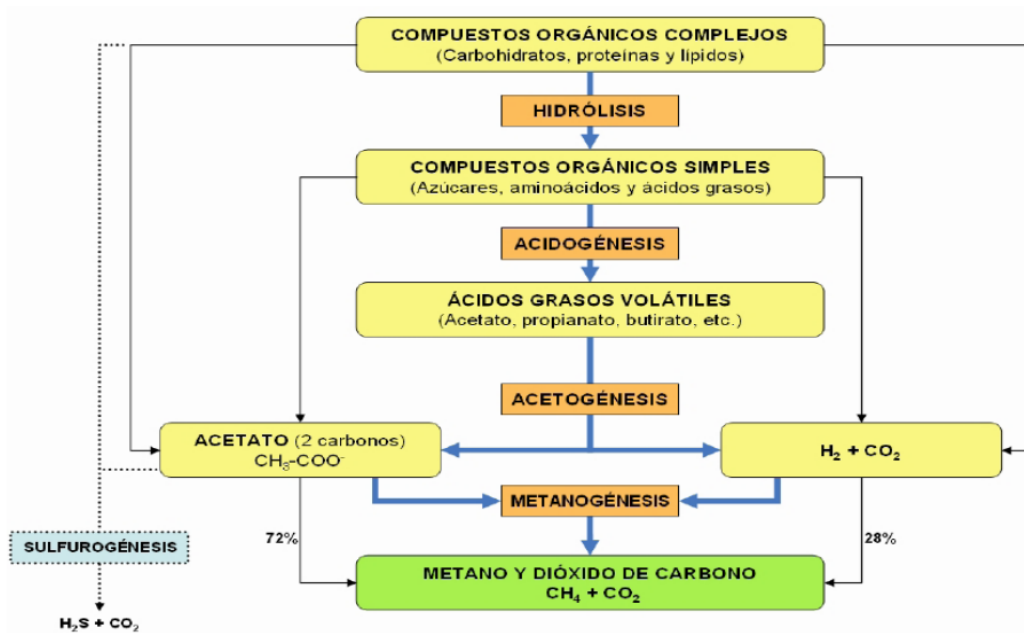 COMPUESTOS ORGÁNICOS COMPLEJOS
(Carbohidratos, proteínas y lípidos)
HIDRÓLISIS
COMPUESTOS ORGÁNICOS SIMPLES
(Azúcares, aminoácidos y ácidos grasos)
ACIDOGÉNESIS
ÁCIDOS GRASOS VOLÁTILES
(Acetato, propianato, butirato, etc.)
ACETOGÉNESIS
ACETATO (2 carbonos)
CH₃-COO⁻
H₂ + CO₂
METANOGÉNESIS
72%
28%
SULFUROGÉNESIS
METANO Y DIÓXIDO DE CARBONO
CH₄ + CO₂
H₂S + CO₂